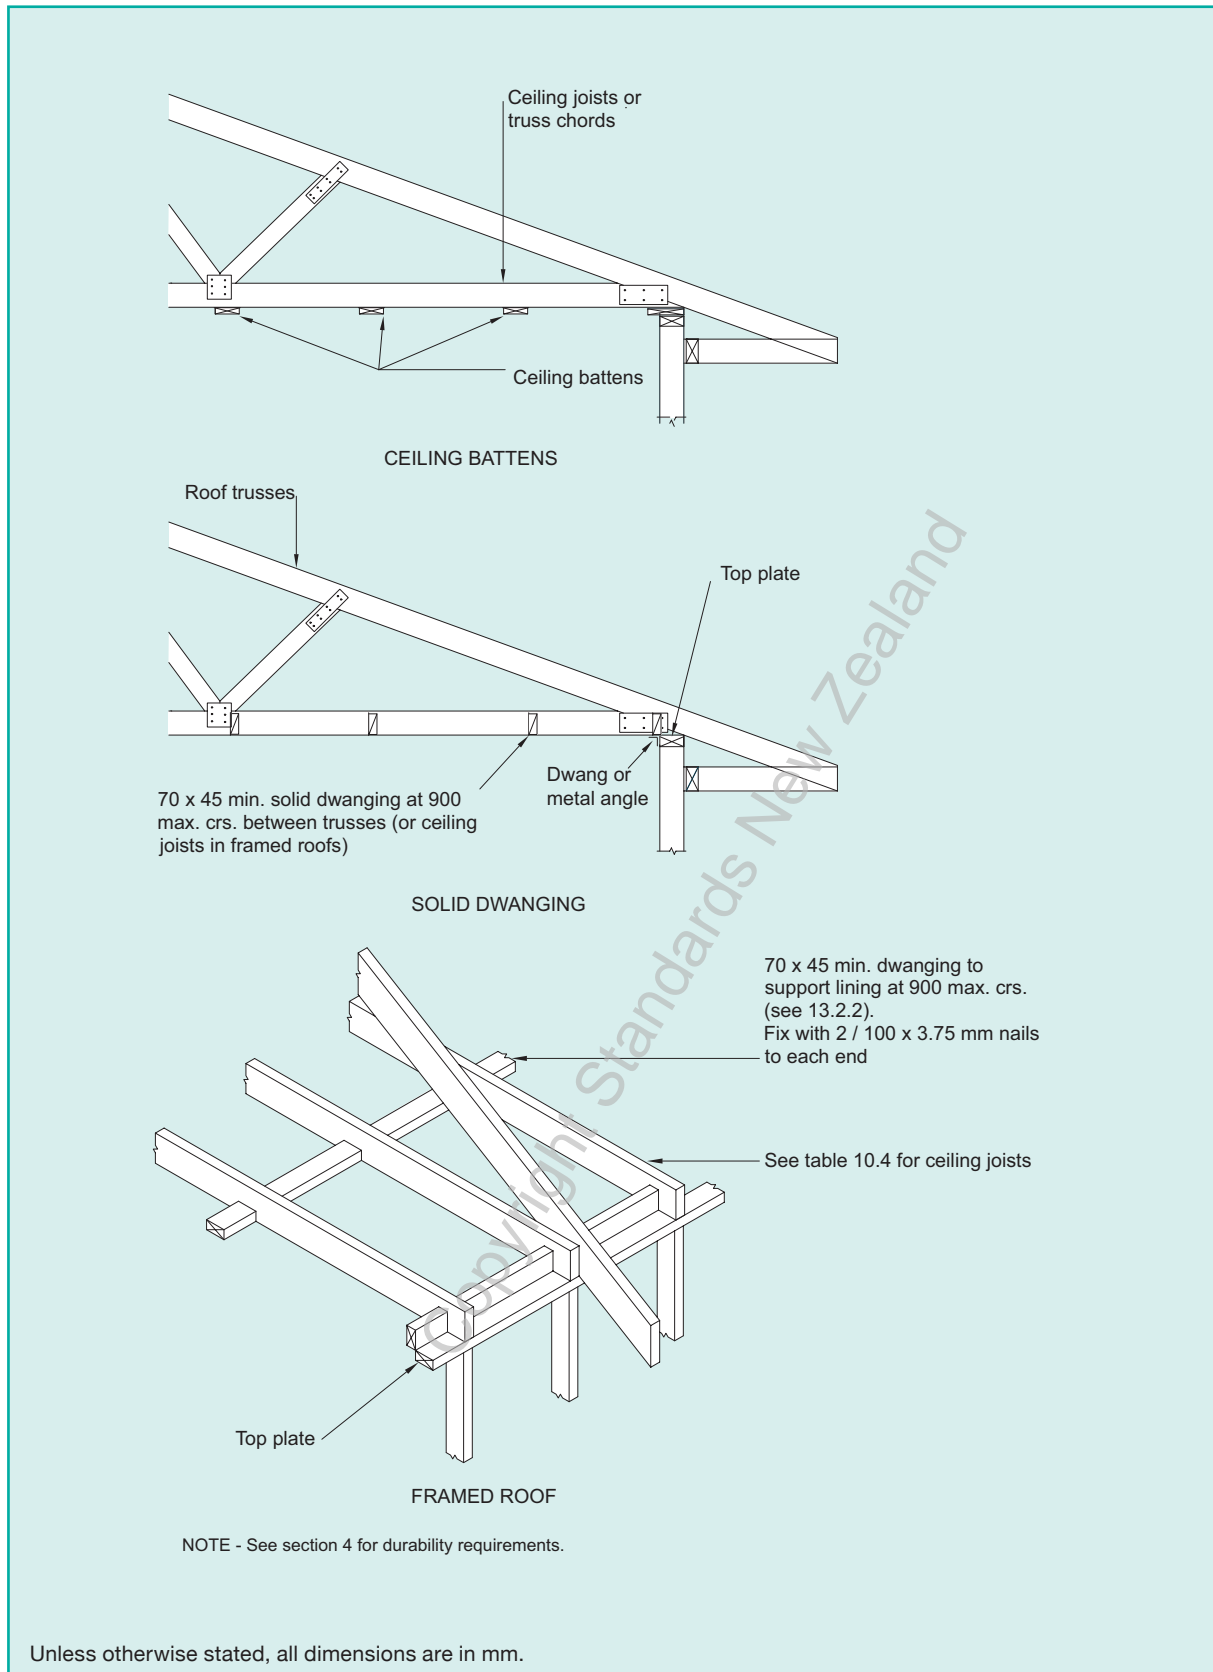 Ceiling joists or
truss chords
Ceiling battens
CEILING BATTENS
Roof trusses
Top plate
Dwang or
metal angle
70 x 45 min. solid dwanging at 900
max. crs. between trusses (or ceiling
joists in framed roofs)
SOLID DWANGING
70 x 45 min. dwanging to
support lining at 900 max. crs.
(see 13.2.2).
Fix with 2 / 100 x 3.75 mm nails
to each end
See table 10.4 for ceiling joists
Top plate
FRAMED ROOF
NOTE - See section 4 for durability requirements.
Unless otherwise stated, all dimensions are in mm.
Copyright Standards New Zealand